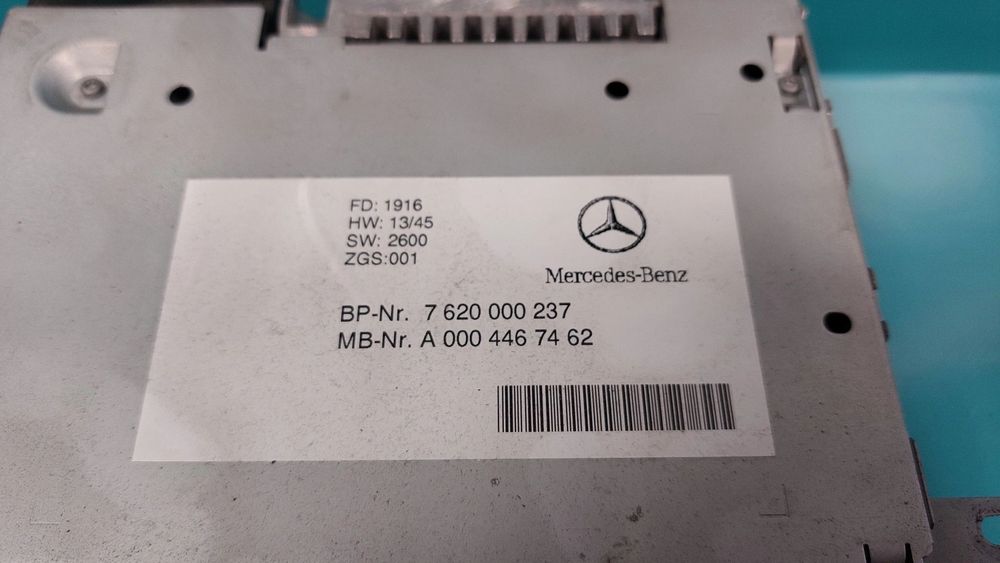 FD: 1916
HW: 13/45
SW: 2600
ZGS:001
Mercedes-Benz
BP-Nr. 7 620 000 237
MB-Nr. A 000 446 74 62